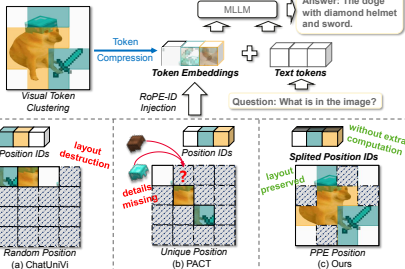 MLLM
Answer: The doge
with diamond helmet
and sword.
Token
Compression
Visual Token
Clustering
Token Embeddings
Text tokens
RoPE-ID
Injection
Question: What is in the image?
Position IDs
layout
destruction
Random Position
(a) ChatUniVi
Position IDs
?
details
missing
Unique Position
(b) PACT
without extra
computation
Splited Position IDs
layout
preserved
PPE Position
(c) Ours